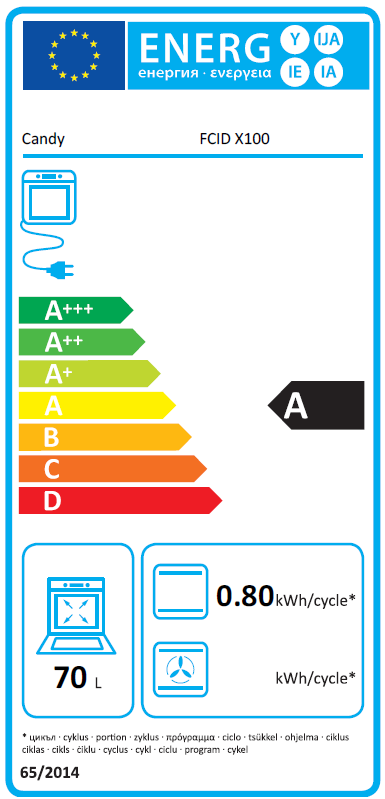 ENERG Y IJA
енергия · ενεργεια IE IA
Candy FCID X100
A+++
A++
A+
A
A
B
C
D
0.80 kWh/cycle*
70 L
kWh/cycle*
* цикъл · cyklus · portion · zyklus · πρόγραμμα · ciclo · tsükkel · ohjelma · ciklus
ciklas · cikls · ċiklu · cyclus · cykl · ciclu · program · cykel
65/2014